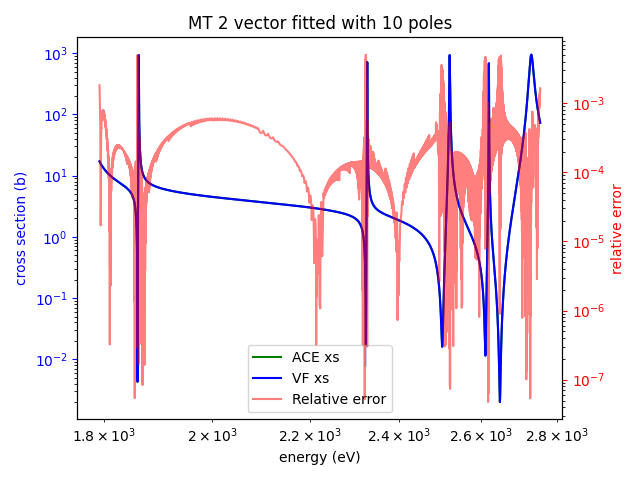 MT 2 vector fitted with 10 poles
10³
10²
10¹
10⁰
10⁻¹
10⁻²
cross section (b)
10⁻³
10⁻⁴
10⁻⁵
10⁻⁶
10⁻⁷
relative error
ACE xs
VF xs
Relative error
1.8 × 10³ 2 × 10³ 2.2 × 10³ 2.4 × 10³ 2.6 × 10³ 2.8 × 10³
energy (eV)